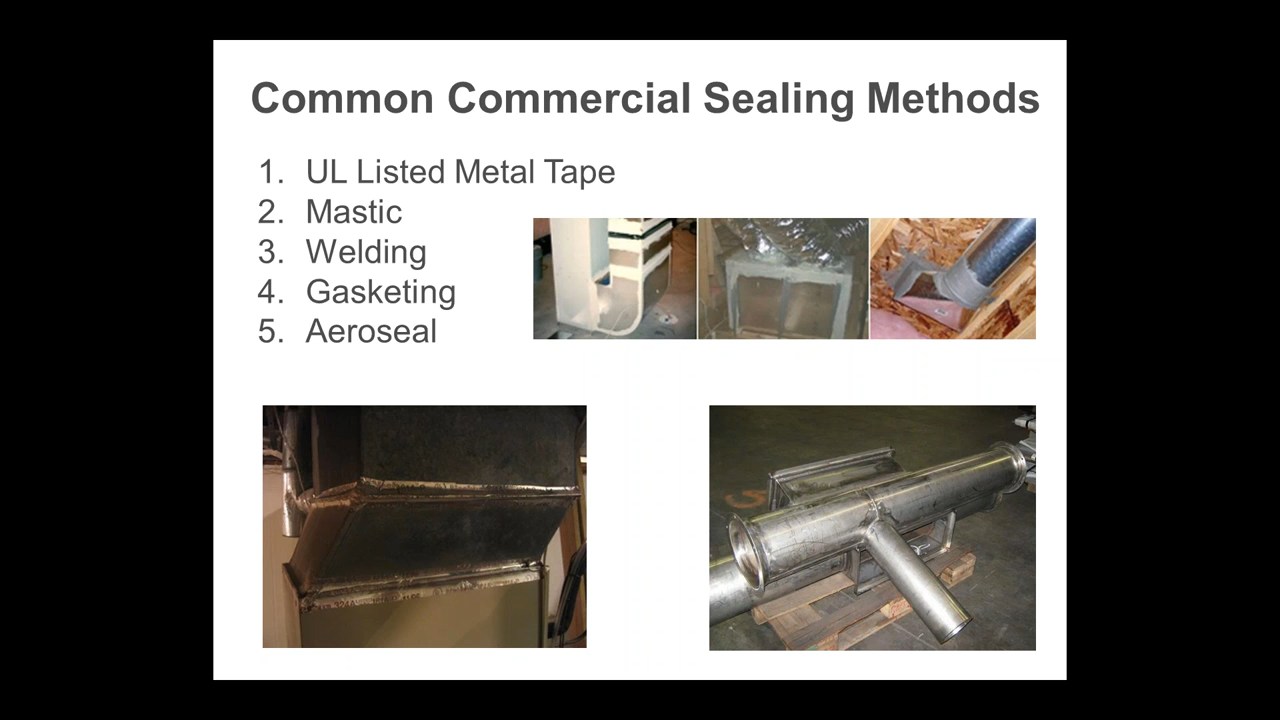 Common Commercial Sealing Methods
1. UL Listed Metal Tape
2. Mastic
3. Welding
4. Gasketing
5. Aeroseal